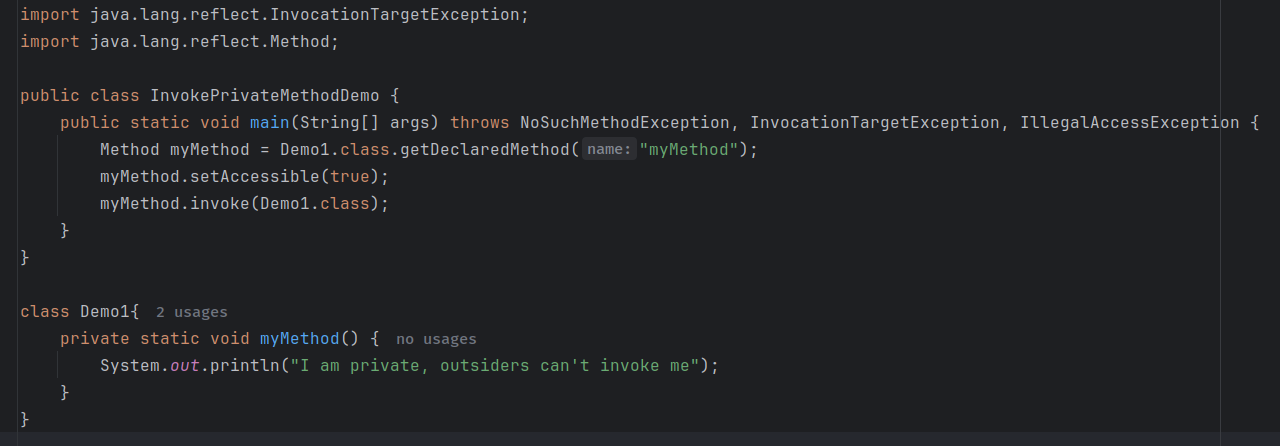 import java.lang.reflect.InvocationTargetException;
import java.lang.reflect.Method;
public class InvokePrivateMethodDemo {
public static void main(String[] args) throws NoSuchMethodException, InvocationTargetException, IllegalAccessException {
Method myMethod = Demo1.class.getDeclaredMethod( name: "myMethod");
myMethod.setAccessible(true);
myMethod.invoke(Demo1.class);
}
}
class Demo1{ 2 usages
private static void myMethod() { no usages
System.out.println("I am private, outsiders can't invoke me");
}
}